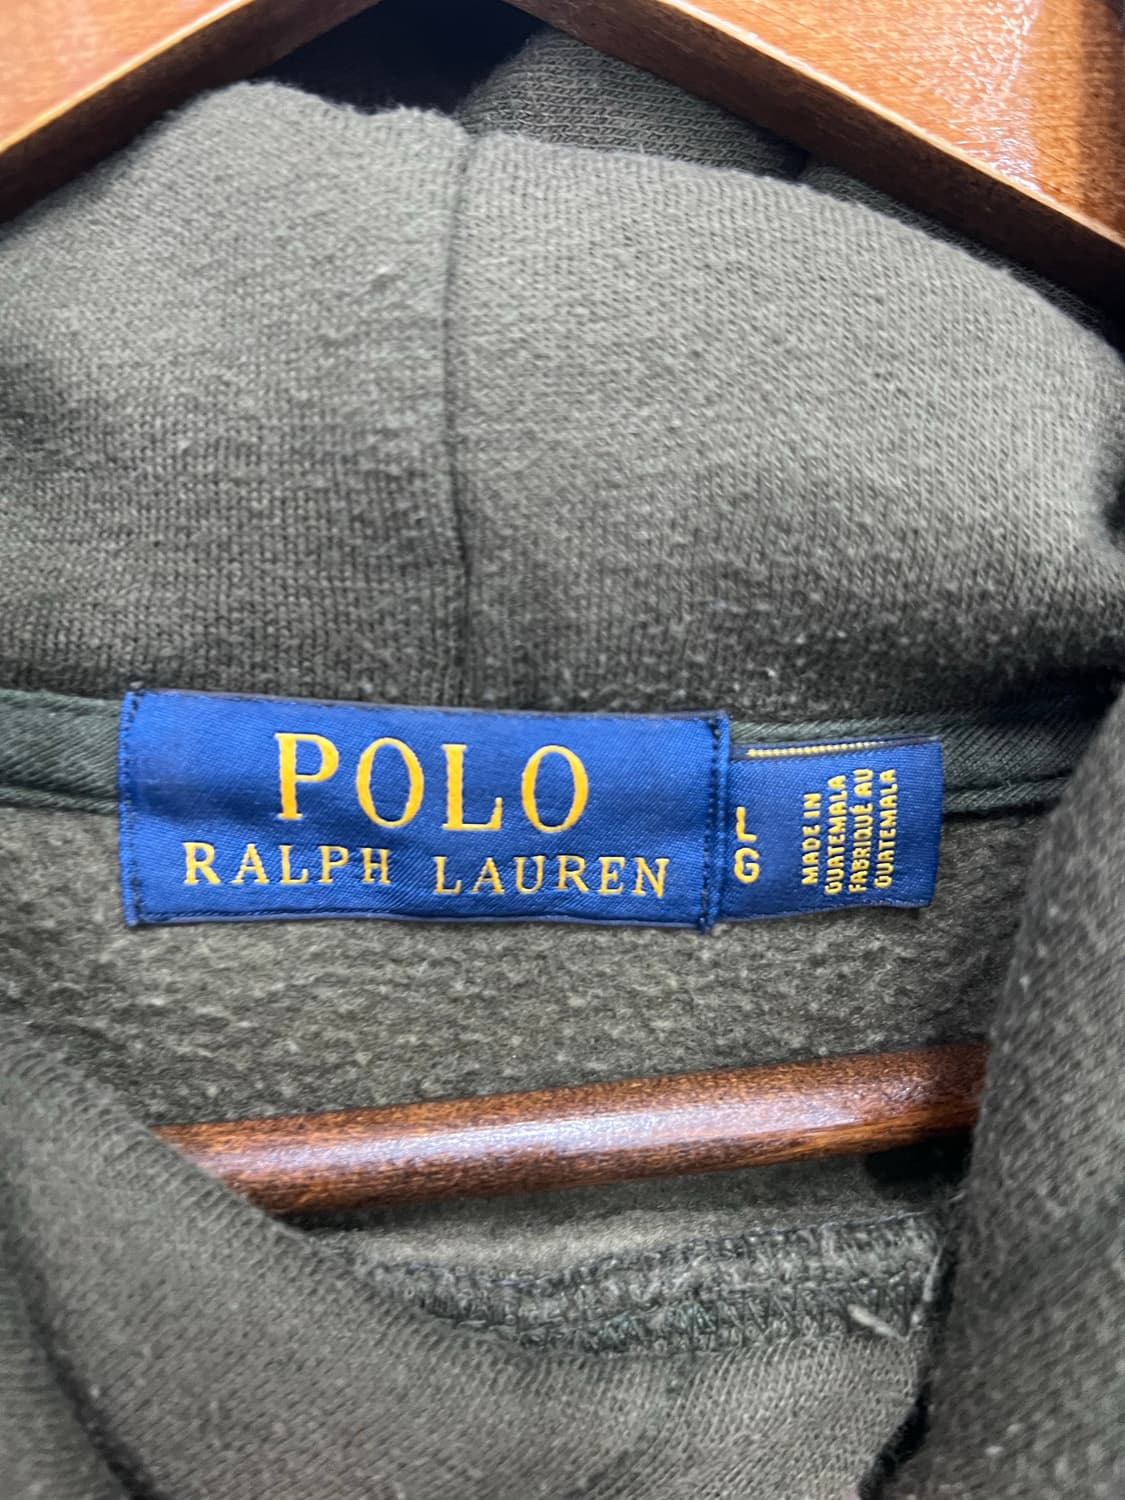 POLO
RALPH LAUREN
L
G
MADE IN
GUATEMALA
FABRIQUÉ AU
GUATEMALA